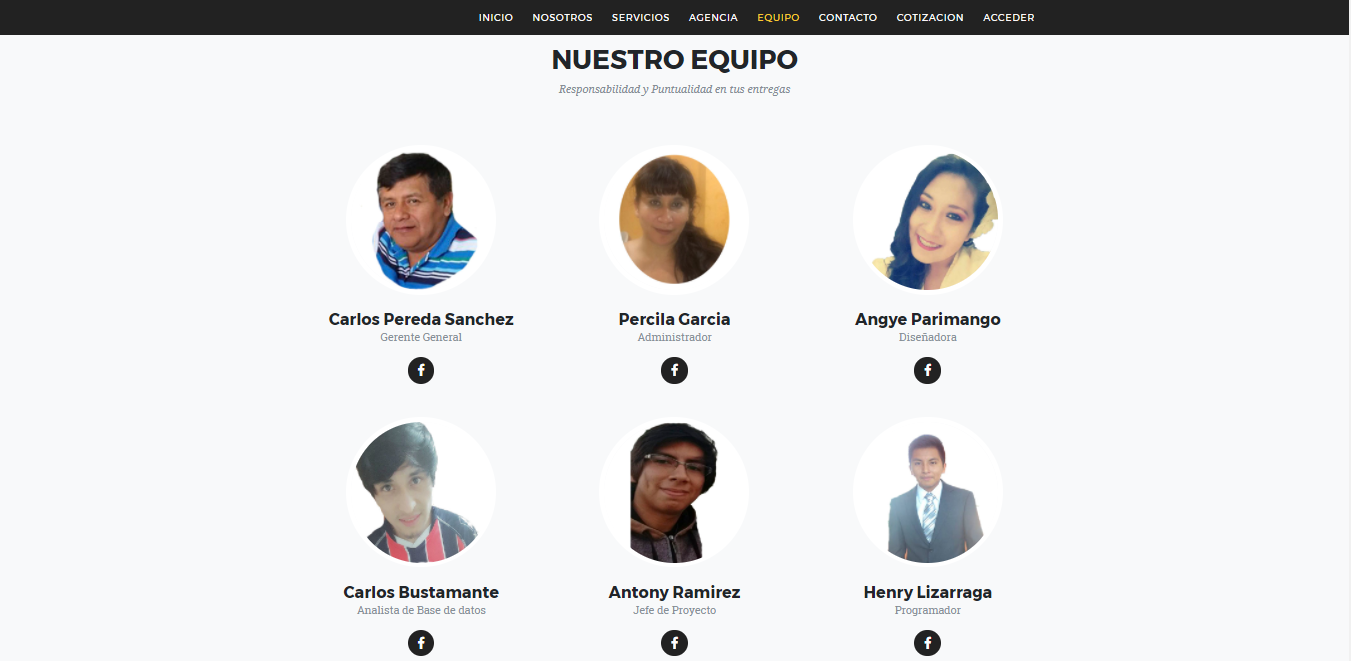 INICIO NOSOTROS SERVICIOS AGENCIA EQUIPO CONTACTO COTIZACION ACCEDER
NUESTRO EQUIPO
Responsabilidad y Puntualidad en tus entregas
Carlos Pereda Sanchez
Gerente General
Percila Garcia
Administrador
Angye Parimango
Diseñadora
Carlos Bustamante
Analista de Base de datos
Antony Ramirez
Jefe de Proyecto
Henry Lizarraga
Programador